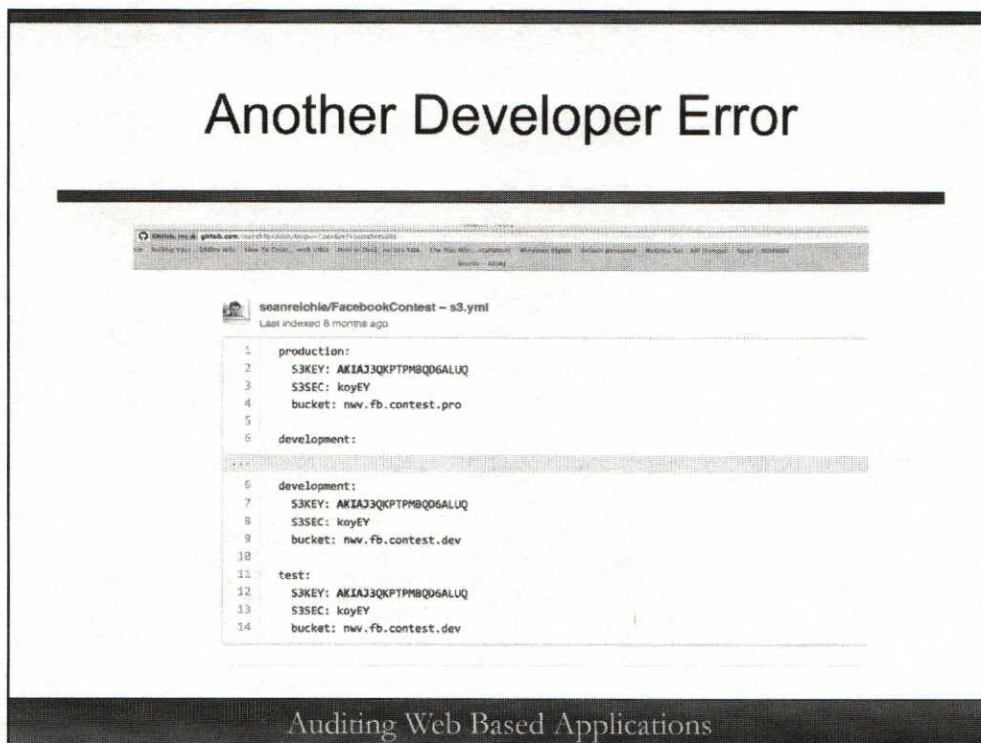 Another Developer Error
github.com
seanreichle/FacebookContest – s3.yml
Last indexed 8 months ago
1 production:
2 S3KEY: AKIAJ3QKPTPMBQD6ALUQ
3 S3SEC: koyEY
4 bucket: nwv.fb.contest.pro
5
6 development:
...
6 development:
7 S3KEY: AKIAJ3QKPTPMBQD6ALUQ
8 S3SEC: koyEY
9 bucket: nwv.fb.contest.dev
10
11 test:
12 S3KEY: AKIAJ3QKPTPMBQD6ALUQ
13 S3SEC: koyEY
14 bucket: nwv.fb.contest.dev
Auditing Web Based Applications